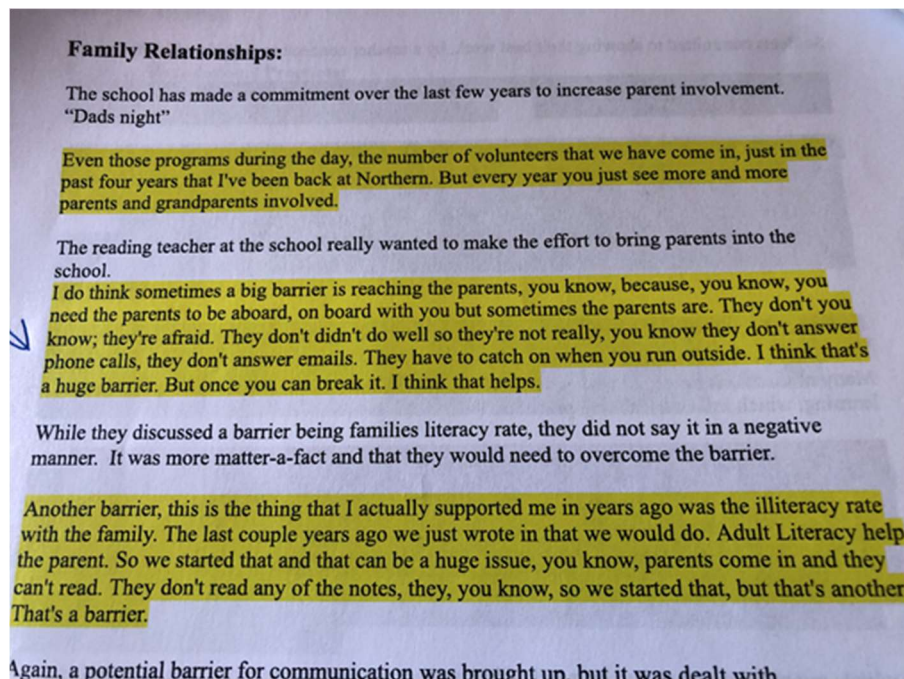 Family Relationships:
The school has made a commitment over the last few years to increase parent involvement.
“Dads night”
Even those programs during the day, the number of volunteers that we have come in, just in the
past four years that I've been back at Northern. But every year you just see more and more
parents and grandparents involved.
The reading teacher at the school really wanted to make the effort to bring parents into the
school.
I do think sometimes a big barrier is reaching the parents, you know, because, you know, you
need the parents to be aboard, on board with you but sometimes the parents are. They don't you
know; they're afraid. They don't didn't do well so they're not really, you know they don't answer
phone calls, they don't answer emails. They have to catch on when you run outside. I think that's
a huge barrier. But once you can break it. I think that helps.
While they discussed a barrier being families literacy rate, they did not say it in a negative
manner. It was more matter-a-fact and that they would need to overcome the barrier.
Another barrier, this is the thing that I actually supported me in years ago was the illiteracy rate
with the family. The last couple years ago we just wrote in that we would do. Adult Literacy help
the parent. So we started that and that can be a huge issue, you know, parents come in and they
can't read. They don't read any of the notes, they, you know, so we started that, but that's another
That's a barrier.
Again, a potential barrier for communication was brought up, but it was dealt with